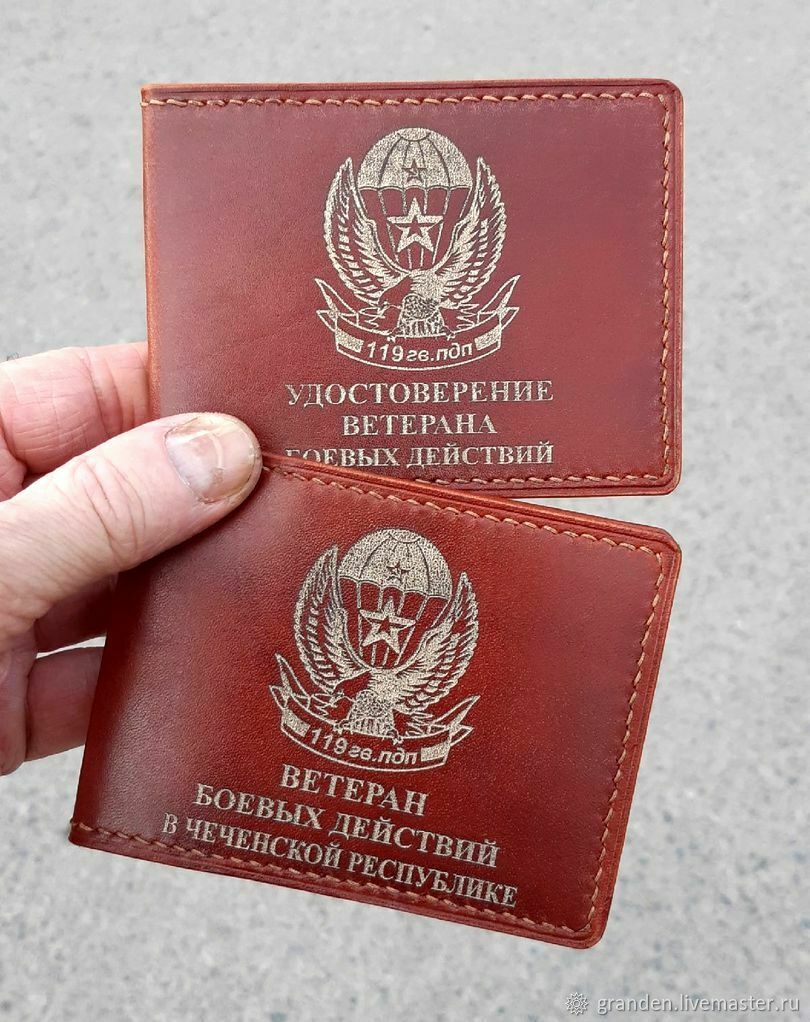 119 гв.пдп
УДОСТОВЕРЕНИЕ
ВЕТЕРАНА
БОЕВЫХ ДЕЙСТВИЙ
119 гв.пдп
ВЕТЕРАН
БОЕВЫХ ДЕЙСТВИЙ
В ЧЕЧЕНСКОЙ РЕСПУБЛИКЕ
granden.livemaster.ru